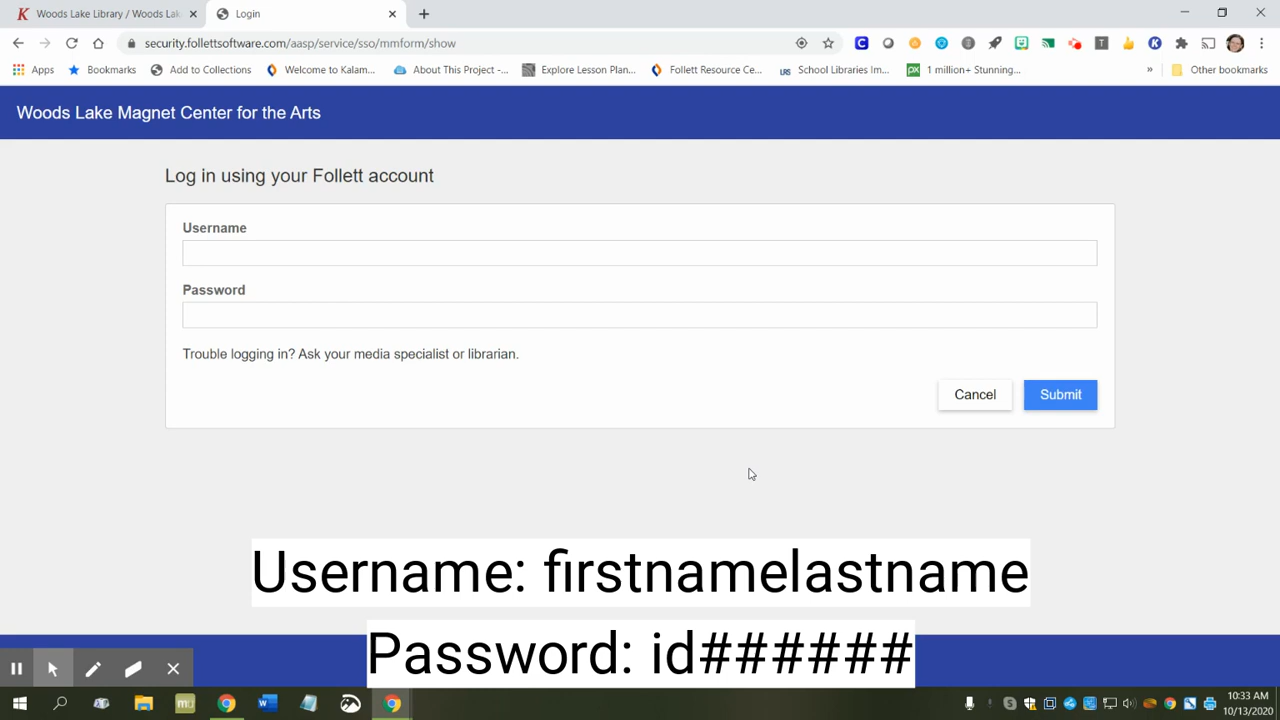 Woods Lake Library / Woods Lak
Login
security.follettsoftware.com/aasp/service/sso/mmform/show
Apps
Bookmarks
Add to Collections
Welcome to Kalam...
About This Project -...
Explore Lesson Plan...
Follett Resource Ce...
School Libraries Im...
1 million+ Stunning...
»
Other bookmarks
Woods Lake Magnet Center for the Arts
Log in using your Follett account
Username
Password
Trouble logging in? Ask your media specialist or librarian.
Cancel
Submit
Username: firstnamelastname
Password: id######
10:33 AM
10/13/2020